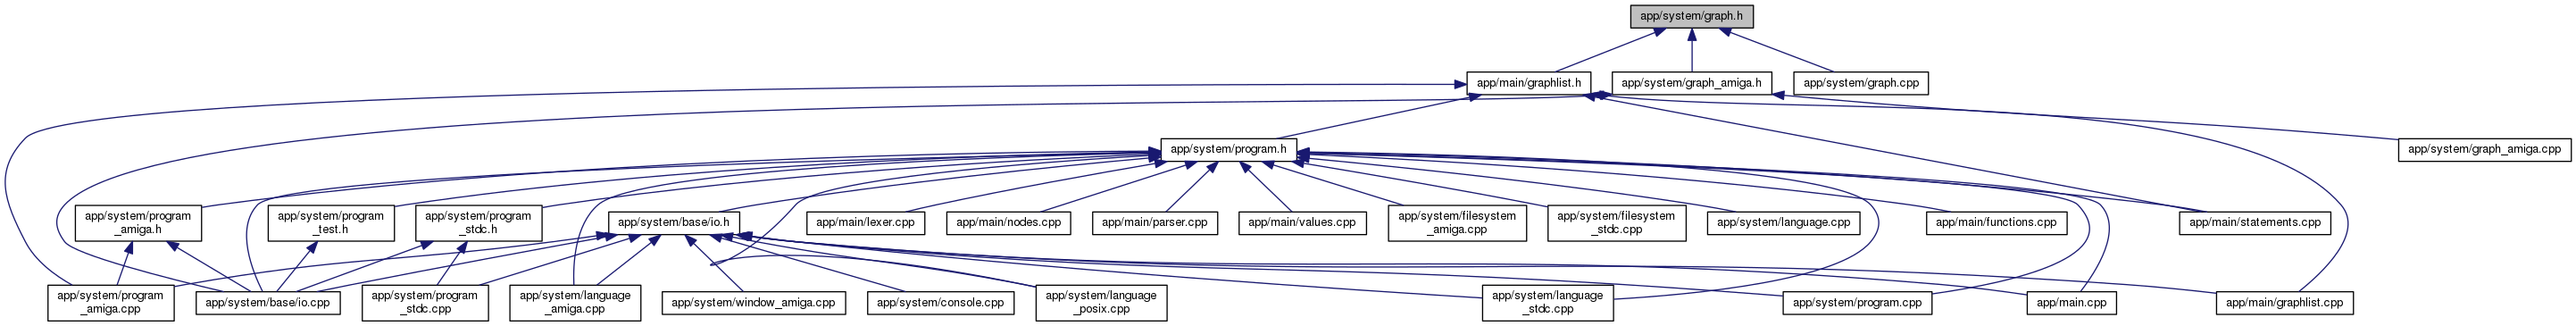 app/system/graph.h
app/main/graphlist.h
app/system/graph_amiga.h
app/system/graph.cpp
app/system/program.h
app/system/graph_amiga.cpp
app/system/program
_amiga.h
app/system/program
_test.h
app/system/program
_stdc.h
app/system/base/io.h
app/main/lexer.cpp
app/main/nodes.cpp
app/main/parser.cpp
app/main/values.cpp
app/system/filesystem
_amiga.cpp
app/system/filesystem
_stdc.cpp
app/system/language.cpp
app/main/functions.cpp
app/main/statements.cpp
app/system/program
_amiga.cpp
app/system/base/io.cpp
app/system/program
_stdc.cpp
app/system/language
_amiga.cpp
app/system/window_amiga.cpp
app/system/console.cpp
app/system/language
_posix.cpp
app/system/language
_stdc.cpp
app/system/program.cpp
app/main.cpp
app/main/graphlist.cpp